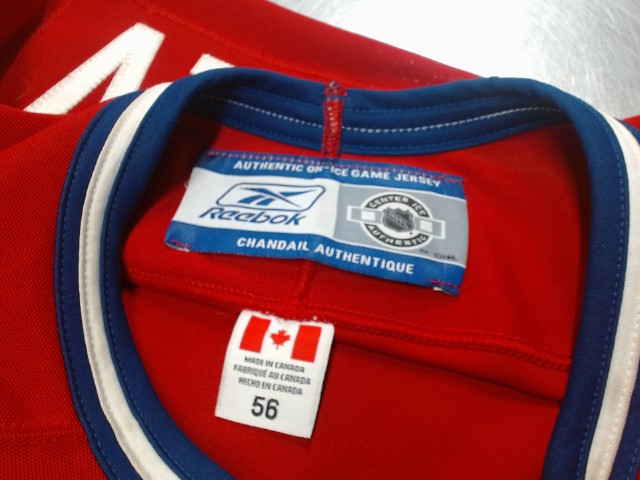 AUTHENTIC ON-ICE GAME JERSEY
Reebok
CENTER ICE
AUTHENTIC
CHANDAIL AUTHENTIQUE
MADE IN CANADA
FABRIQUÉ AU CANADA
HECHO EN CANADA
56